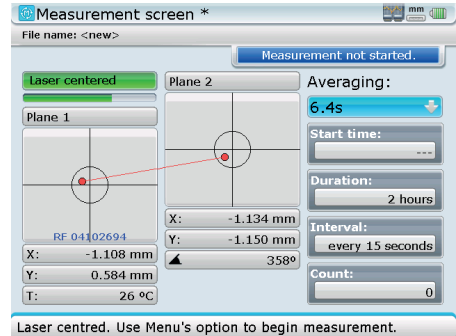 Measurement screen *
mm
File name: <new>
Measurement not started.
Laser centered
Plane 1
RF 04102694
X: -1.108 mm
Y: 0.584 mm
T: 26 ºC
Plane 2
X: -1.134 mm
Y: -1.150 mm
358º
Averaging:
6.4s
Start time:
---
Duration:
2 hours
Interval:
every 15 seconds
Count:
0
Laser centred. Use Menu's option to begin measurement.